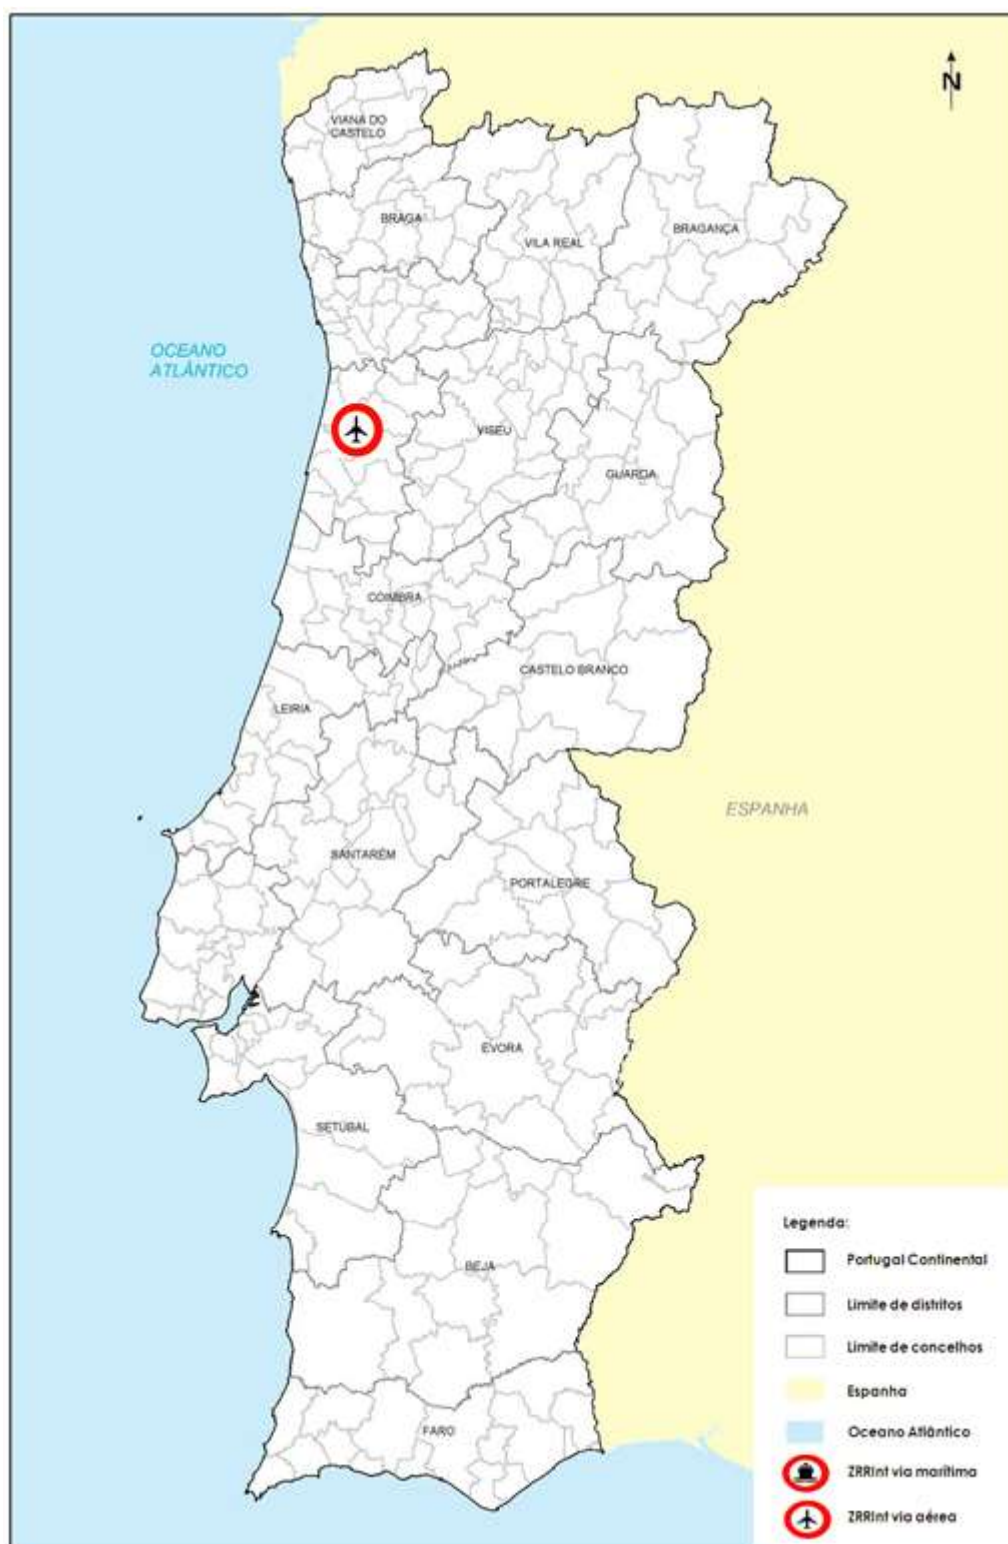 N
VIANA DO
CASTELO
BRAGA
VILA REAL
BRAGANÇA
OCEANO
ATLÂNTICO
VISEU
GUARDA
COIMBRA
CASTELO BRANCO
LEIRIA
ESPANHA
SANTARÉM
PORTALEGRE
ÉVORA
SETÚBAL
BEJA
FARO
Legenda:
Portugal Continental
Limite de distritos
Limite de concelhos
Espanha
Oceano Atlântico
ZRRInt via marítima
ZRRInt via aérea